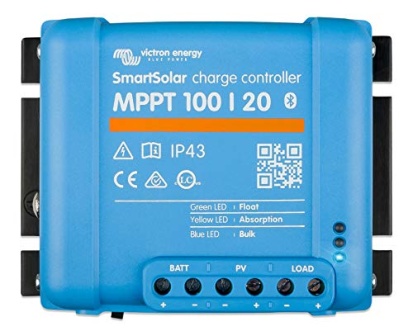 victron energy
BLUE POWER
SmartSolar charge controller
MPPT 100 | 20
IP43
CE
Green LED : Float
Yellow LED : Absorption
Blue LED : Bulk
BATT PV LOAD
+ − − + − +